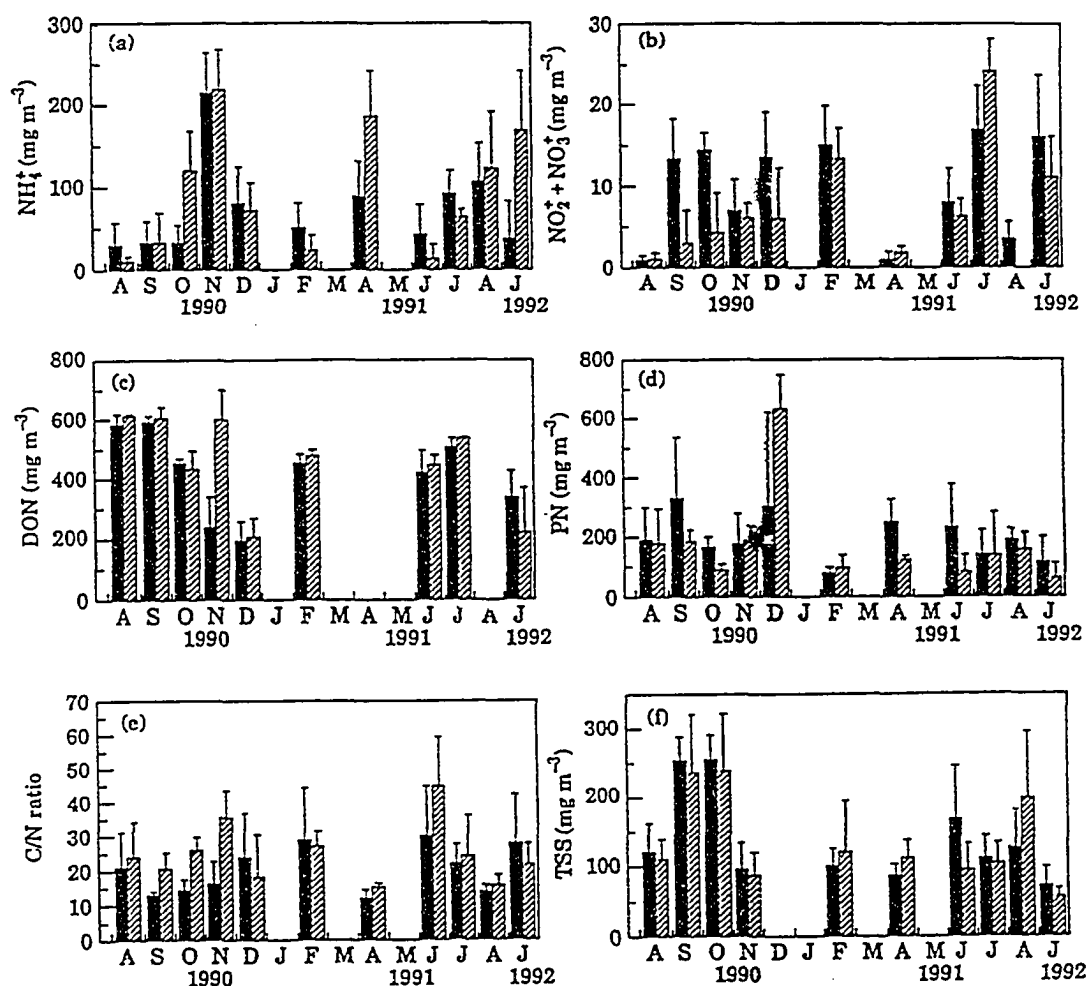 (a)
NH₄⁺ (mg m⁻³)
300
200
100
0
A S O N D J F M A M J J A J
1990 1991 1992
(b)
NO₂⁺ + NO₃⁺ (mg m⁻³)
30
20
10
0
A S O N D J F M A M J J A J
1990 1991 1992
(c)
DON (mg m⁻³)
800
600
400
200
0
A S O N D J F M A M J J A J
1990 1991 1992
(d)
PN (mg m⁻³)
800
600
400
200
0
A S O N D J F M A M J J A J
1990 1991 1992
(e)
C/N ratio
70
60
50
40
30
20
10
0
A S O N D J F M A M J J A J
1990 1991 1992
(f)
TSS (mg m⁻³)
300
200
100
0
A S O N D J F M A M J J A J
1990 1991 1992